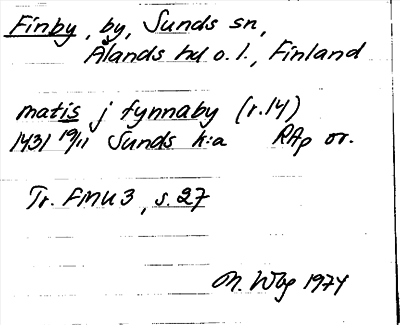 Finby, by, Sunds sn,
Ålands hd o. l., Finland
matis j fynnaby (r.14)
1431 19/11 Sunds k:a RAp or.
Tr. FMU 3, s. 27
M. Wbg 1974